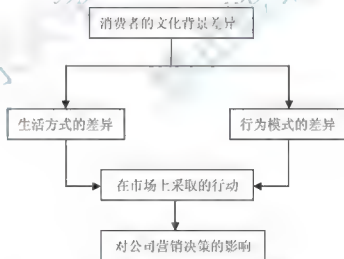 消费者的文化背景差异
生活方式的差异
行为模式的差异
在市场上采取的行动
对公司营销决策的影响